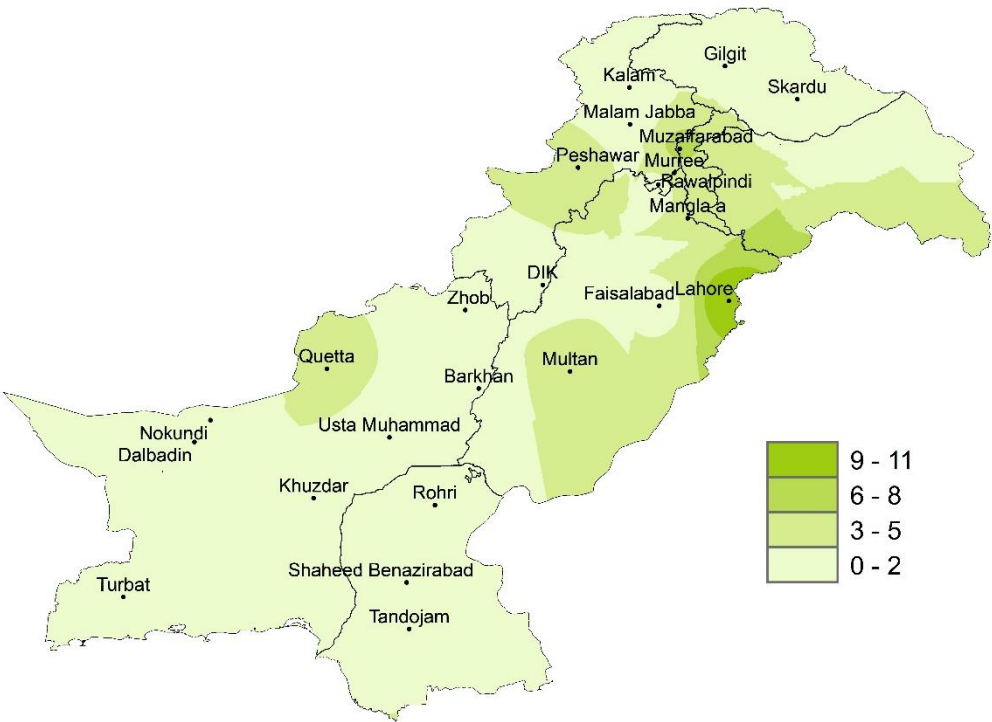 Gilgit
Kalam
Skardu
Malam Jabba
Muzaffarabad
Peshawar
Murree
Rawalpindi
Mangla a
DIK
Zhob
Faisalabad
Lahore
Quetta
Multan
Barkhan
Usta Muhammad
Nokundi
Dalbadin
Khuzdar
Rohri
Shaheed Benazirabad
Turbat
Tandojam
9 - 11
6 - 8
3 - 5
0 - 2